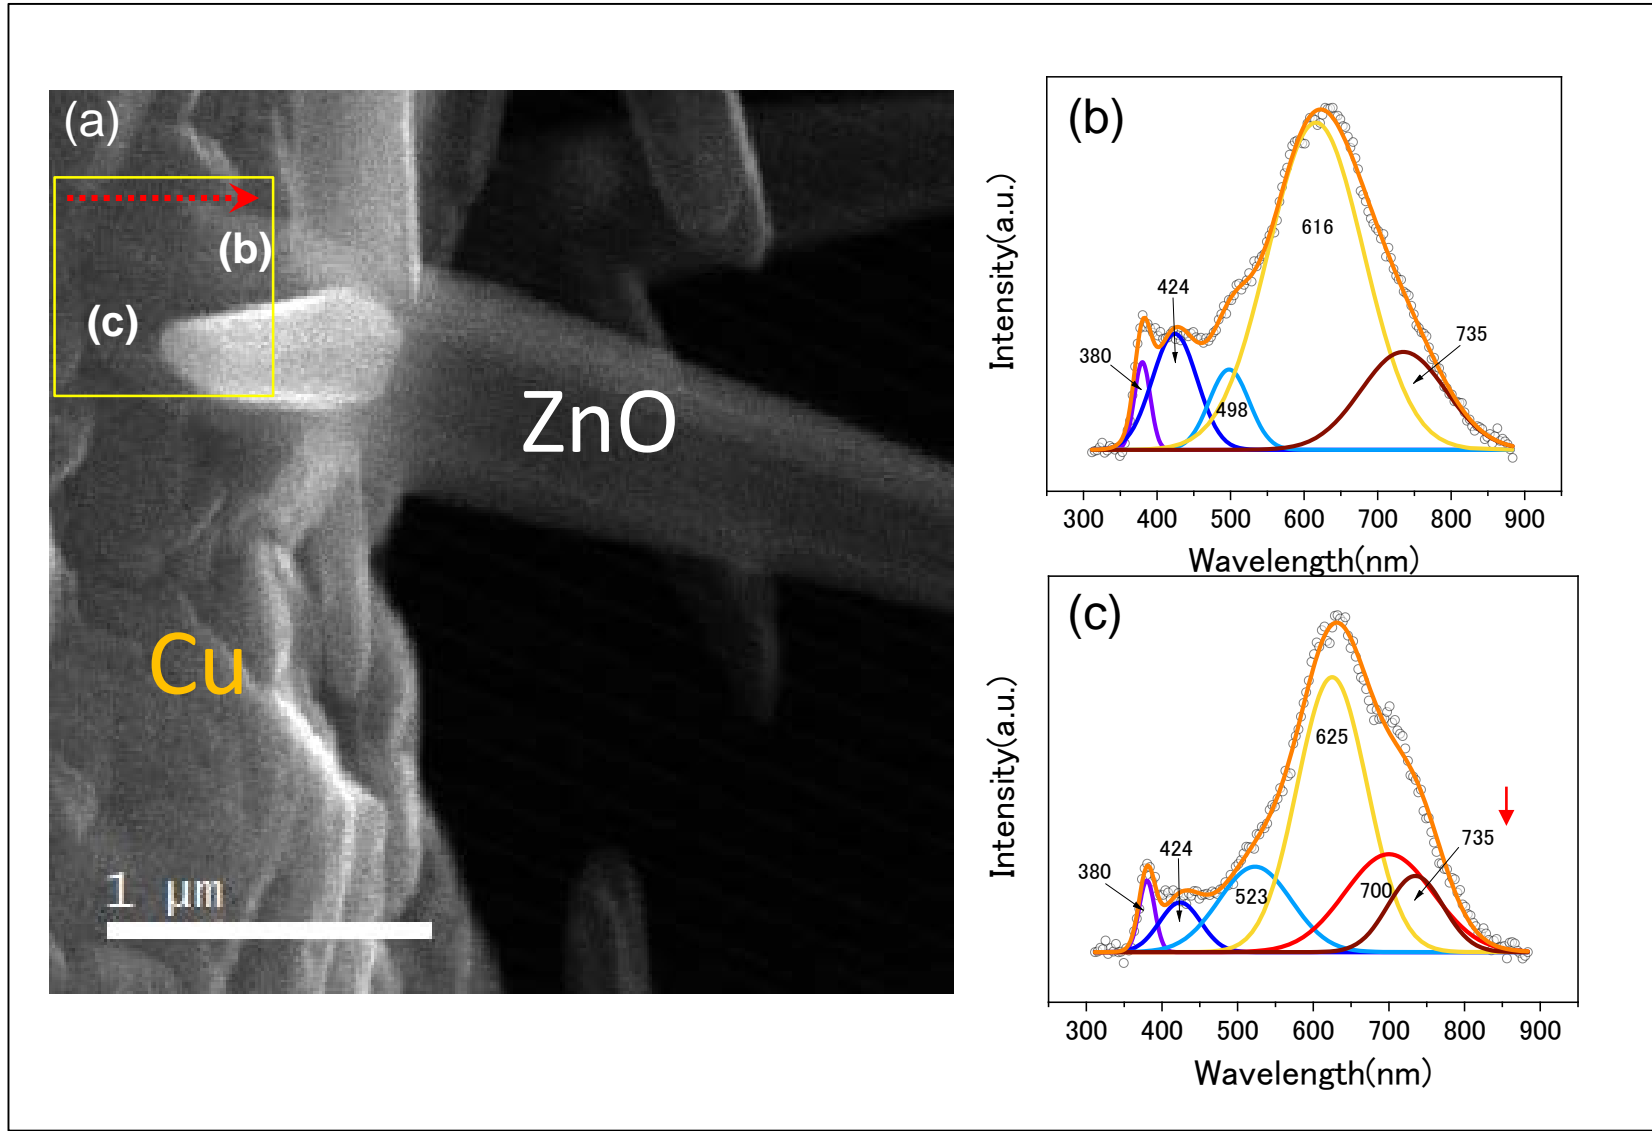 (a)
(b)
(c)
ZnO
Cu
1 μm
(b)
Intensity(a.u.)
616
424
380
735
498
300 400 500 600 700 800 900
Wavelength(nm)
(c)
Intensity(a.u.)
625
735
424
380
523
700
300 400 500 600 700 800 900
Wavelength(nm)